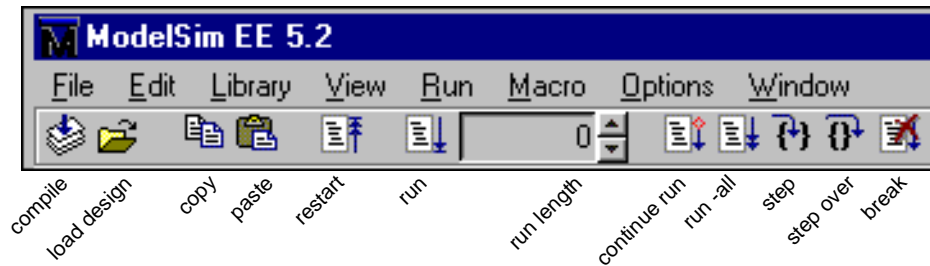 ModelSim EE 5.2
File Edit Library View Run Macro Options Window
0
compile load design copy paste restart run run length continue run run -all step step over break